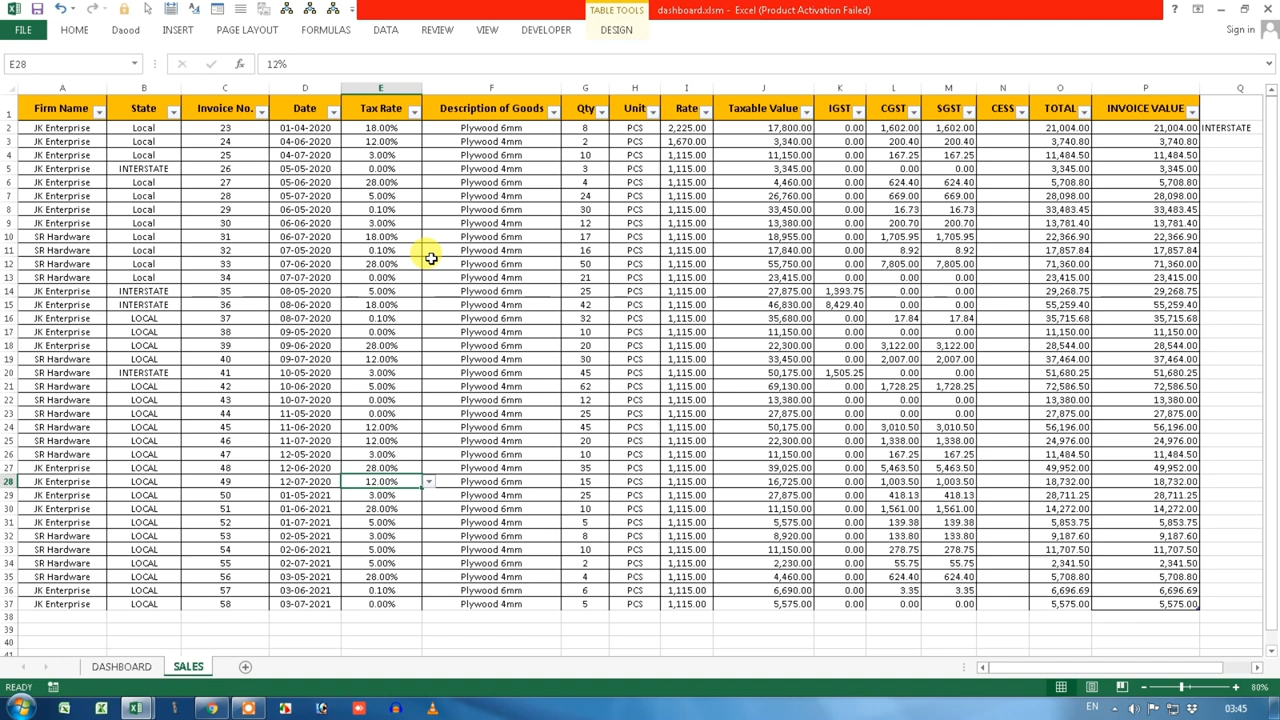 TABLE TOOLS
dashboard.xlsm - Excel (Product Activation Failed)
FILE HOME Daood INSERT PAGE LAYOUT FORMULAS DATA REVIEW VIEW DEVELOPER DESIGN Sign in
E28 fx 12%
A B C D E F G H I J K L M N O P Q
1 Firm Name State Invoice No. Date Tax Rate Description of Goods Qty Unit Rate Taxable Value IGST CGST SGST CESS TOTAL INVOICE VALUE
2 JK Enterprise Local 23 01-04-2020 18.00% Plywood 6mm 8 PCS 2,225.00 17,800.00 0.00 1,602.00 1,602.00 21,004.00 21,004.00 INTERSTATE
3 JK Enterprise Local 24 04-06-2020 12.00% Plywood 4mm 2 PCS 1,670.00 3,340.00 0.00 200.40 200.40 3,740.80 3,740.80
4 JK Enterprise Local 25 04-07-2020 3.00% Plywood 6mm 10 PCS 1,115.00 11,150.00 0.00 167.25 167.25 11,484.50 11,484.50
5 JK Enterprise INTERSTATE 26 05-05-2020 0.00% Plywood 4mm 3 PCS 1,115.00 3,345.00 0.00 0.00 0.00 3,345.00 3,345.00
6 JK Enterprise Local 27 05-06-2020 28.00% Plywood 6mm 4 PCS 1,115.00 4,460.00 0.00 624.40 624.40 5,708.80 5,708.80
7 JK Enterprise Local 28 05-07-2020 5.00% Plywood 4mm 24 PCS 1,115.00 26,760.00 0.00 669.00 669.00 28,098.00 28,098.00
8 JK Enterprise Local 29 06-05-2020 0.10% Plywood 6mm 30 PCS 1,115.00 33,450.00 0.00 16.73 16.73 33,483.45 33,483.45
9 JK Enterprise Local 30 06-06-2020 3.00% Plywood 4mm 12 PCS 1,115.00 13,380.00 0.00 200.70 200.70 13,781.40 13,781.40
10 SR Hardware Local 31 06-07-2020 18.00% Plywood 6mm 17 PCS 1,115.00 18,955.00 0.00 1,705.95 1,705.95 22,366.90 22,366.90
11 SR Hardware Local 32 07-05-2020 0.10% Plywood 4mm 16 PCS 1,115.00 17,840.00 0.00 8.92 8.92 17,857.84 17,857.84
12 SR Hardware Local 33 07-06-2020 28.00% Plywood 6mm 50 PCS 1,115.00 55,750.00 0.00 7,805.00 7,805.00 71,360.00 71,360.00
13 SR Hardware Local 34 07-07-2020 0.00% Plywood 4mm 21 PCS 1,115.00 23,415.00 0.00 0.00 0.00 23,415.00 23,415.00
14 JK Enterprise INTERSTATE 35 08-05-2020 5.00% Plywood 6mm 25 PCS 1,115.00 27,875.00 1,393.75 0.00 0.00 29,268.75 29,268.75
15 JK Enterprise INTERSTATE 36 08-06-2020 18.00% Plywood 4mm 42 PCS 1,115.00 46,830.00 8,429.40 0.00 0.00 55,259.40 55,259.40
16 JK Enterprise LOCAL 37 08-07-2020 0.10% Plywood 6mm 32 PCS 1,115.00 35,680.00 0.00 17.84 17.84 35,715.68 35,715.68
17 JK Enterprise LOCAL 38 09-05-2020 0.00% Plywood 4mm 10 PCS 1,115.00 11,150.00 0.00 0.00 0.00 11,150.00 11,150.00
18 JK Enterprise LOCAL 39 09-06-2020 28.00% Plywood 6mm 20 PCS 1,115.00 22,300.00 0.00 3,122.00 3,122.00 28,544.00 28,544.00
19 SR Hardware LOCAL 40 09-07-2020 12.00% Plywood 4mm 30 PCS 1,115.00 33,450.00 0.00 2,007.00 2,007.00 37,464.00 37,464.00
20 SR Hardware INTERSTATE 41 10-05-2020 3.00% Plywood 6mm 45 PCS 1,115.00 50,175.00 1,505.25 0.00 0.00 51,680.25 51,680.25
21 SR Hardware LOCAL 42 10-06-2020 5.00% Plywood 4mm 62 PCS 1,115.00 69,130.00 0.00 1,728.25 1,728.25 72,586.50 72,586.50
22 SR Hardware LOCAL 43 10-07-2020 0.00% Plywood 6mm 12 PCS 1,115.00 13,380.00 0.00 0.00 0.00 13,380.00 13,380.00
23 SR Hardware LOCAL 44 11-05-2020 0.00% Plywood 4mm 25 PCS 1,115.00 27,875.00 0.00 0.00 0.00 27,875.00 27,875.00
24 SR Hardware LOCAL 45 11-06-2020 12.00% Plywood 6mm 45 PCS 1,115.00 50,175.00 0.00 3,010.50 3,010.50 56,196.00 56,196.00
25 SR Hardware LOCAL 46 11-07-2020 12.00% Plywood 4mm 20 PCS 1,115.00 22,300.00 0.00 1,338.00 1,338.00 24,976.00 24,976.00
26 SR Hardware LOCAL 47 12-05-2020 3.00% Plywood 6mm 10 PCS 1,115.00 11,150.00 0.00 167.25 167.25 11,484.50 11,484.50
27 JK Enterprise LOCAL 48 12-06-2020 28.00% Plywood 4mm 35 PCS 1,115.00 39,025.00 0.00 5,463.50 5,463.50 49,952.00 49,952.00
28 JK Enterprise LOCAL 49 12-07-2020 12.00% Plywood 6mm 15 PCS 1,115.00 16,725.00 0.00 1,003.50 1,003.50 18,732.00 18,732.00
29 JK Enterprise LOCAL 50 01-05-2021 3.00% Plywood 4mm 25 PCS 1,115.00 27,875.00 0.00 418.13 418.13 28,711.25 28,711.25
30 JK Enterprise LOCAL 51 01-06-2021 28.00% Plywood 6mm 10 PCS 1,115.00 11,150.00 0.00 1,561.00 1,561.00 14,272.00 14,272.00
31 SR Hardware LOCAL 52 01-07-2021 5.00% Plywood 4mm 5 PCS 1,115.00 5,575.00 0.00 139.38 139.38 5,853.75 5,853.75
32 SR Hardware LOCAL 53 02-05-2021 3.00% Plywood 6mm 8 PCS 1,115.00 8,920.00 0.00 133.80 133.80 9,187.60 9,187.60
33 SR Hardware LOCAL 54 02-06-2021 5.00% Plywood 4mm 10 PCS 1,115.00 11,150.00 0.00 278.75 278.75 11,707.50 11,707.50
34 SR Hardware LOCAL 55 02-07-2021 5.00% Plywood 6mm 2 PCS 1,115.00 2,230.00 0.00 55.75 55.75 2,341.50 2,341.50
35 SR Hardware LOCAL 56 03-05-2021 28.00% Plywood 4mm 4 PCS 1,115.00 4,460.00 0.00 624.40 624.40 5,708.80 5,708.80
36 JK Enterprise LOCAL 57 03-06-2021 0.10% Plywood 6mm 6 PCS 1,115.00 6,690.00 0.00 3.35 3.35 6,696.69 6,696.69
37 JK Enterprise LOCAL 58 03-07-2021 0.00% Plywood 4mm 5 PCS 1,115.00 5,575.00 0.00 0.00 0.00 5,575.00 5,575.00
38
39
40
41
DASHBOARD SALES
READY 80%
EN 03:45